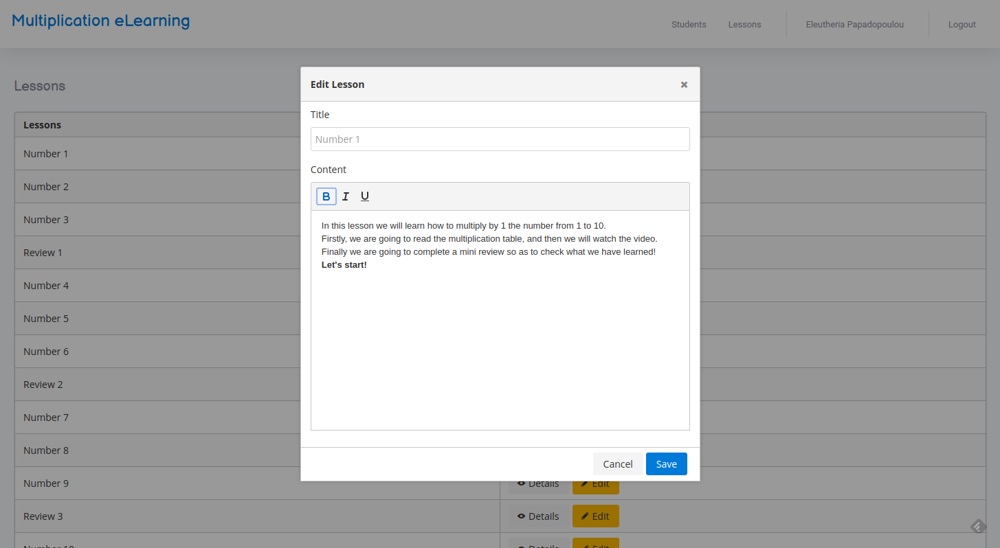 Multiplication eLearning
Students Lessons Eleutheria Papadopoulou Logout
Lessons
Lessons
Number 1
Number 2
Number 3
Review 1
Number 4
Number 5
Number 6
Review 2
Number 7
Number 8
Number 9 Details Edit
Review 3 Details Edit
Number 10 Details Edit
Edit Lesson ✖
Title
Number 1
Content
B I U
In this lesson we will learn how to multiply by 1 the number from 1 to 10.
Firstly, we are going to read the multiplication table, and then we will watch the video.
Finally we are going to complete a mini review so as to check what we have learned!
Let's start!
Cancel Save